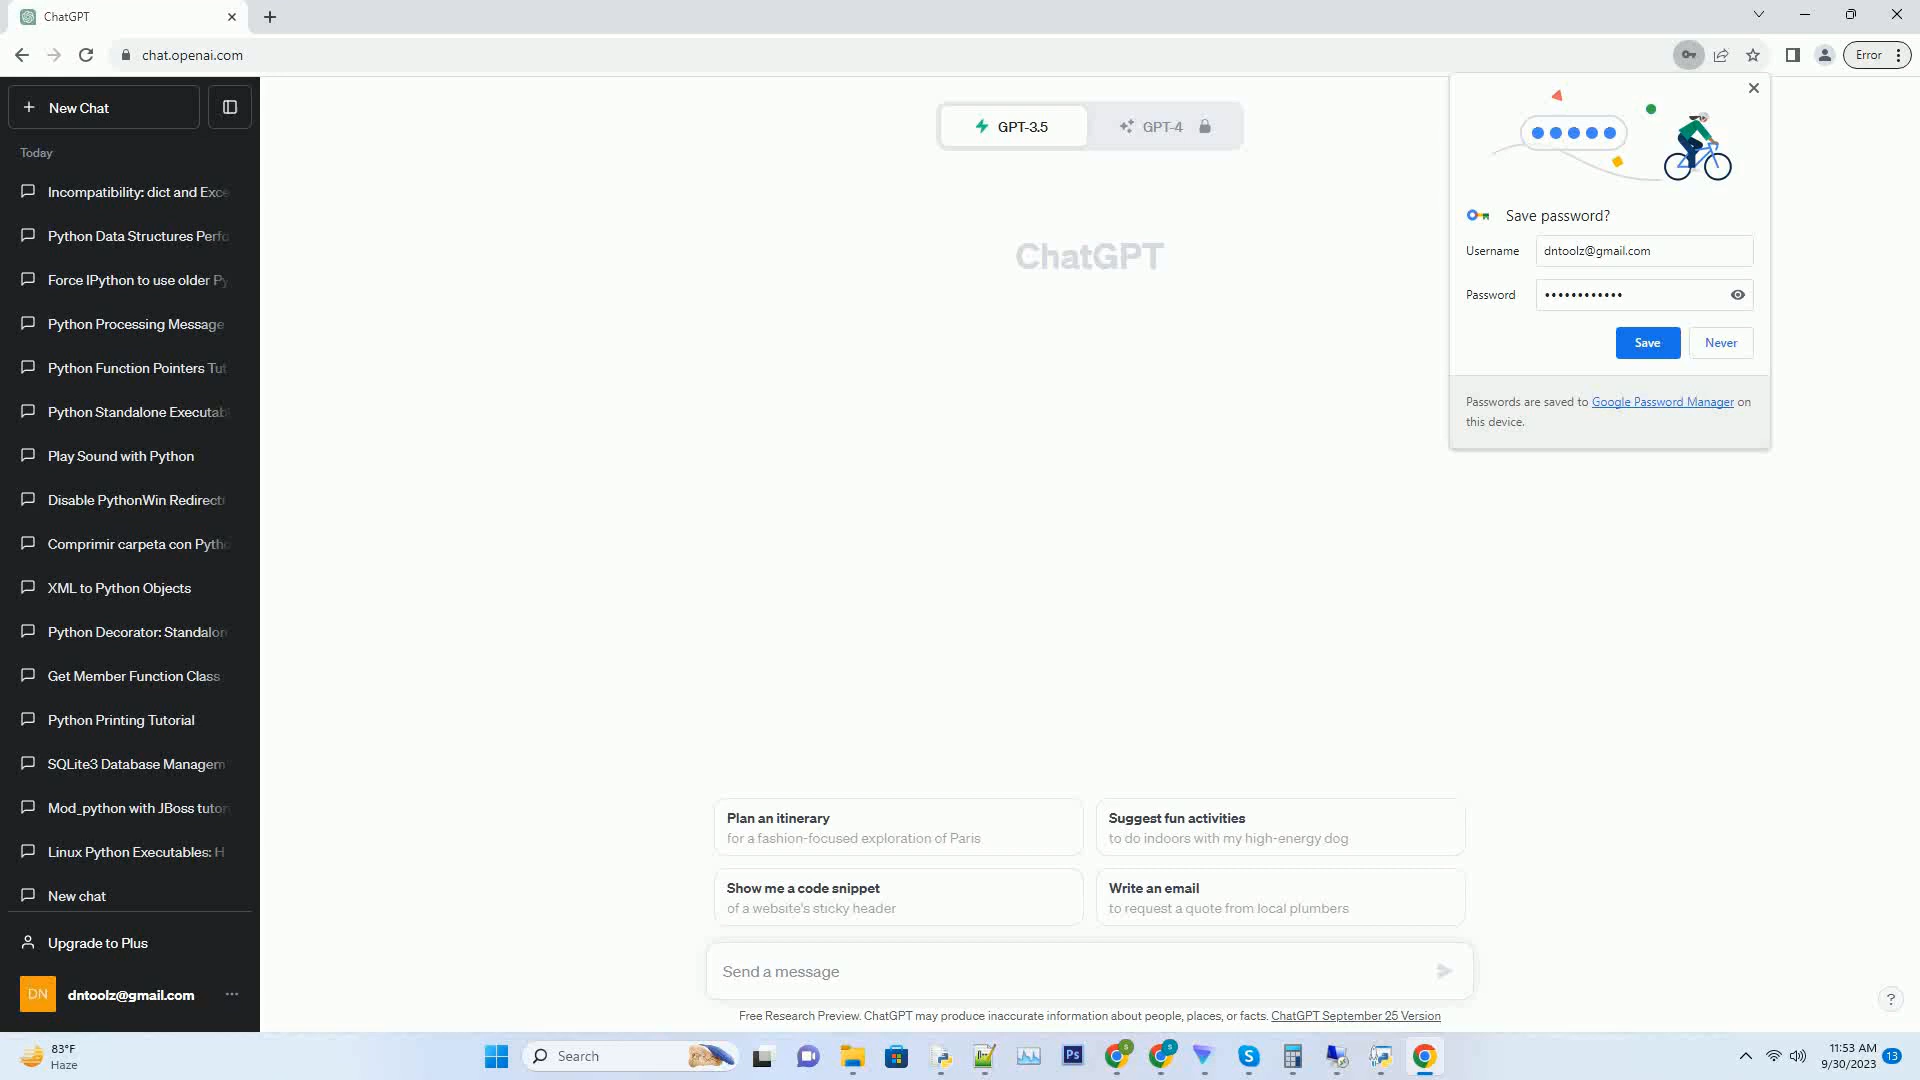 ChatGPT
chat.openai.com
Error
New Chat
Today
Incompatibility: dict and Exce
Python Data Structures Perfo
Force IPython to use older Py
Python Processing Message
Python Function Pointers Tut
Python Standalone Executab
Play Sound with Python
Disable PythonWin Redirecti
Comprimir carpeta con Pytho
XML to Python Objects
Python Decorator: Standalon
Get Member Function Class
Python Printing Tutorial
SQLite3 Database Managem
Mod_python with JBoss tutori
Linux Python Executables: H
New chat
Upgrade to Plus
DN
dntoolz@gmail.com
GPT-3.5
GPT-4
ChatGPT
Save password?
Username
dntoolz@gmail.com
Password
Save
Never
Passwords are saved to Google Password Manager on
this device.
Plan an itinerary
for a fashion-focused exploration of Paris
Suggest fun activities
to do indoors with my high-energy dog
Show me a code snippet
of a website's sticky header
Write an email
to request a quote from local plumbers
Send a message
?
Free Research Preview. ChatGPT may produce inaccurate information about people, places, or facts. ChatGPT September 25 Version
83°F
Haze
Search
Ps
S
S
S
11:53 AM
9/30/2023
13